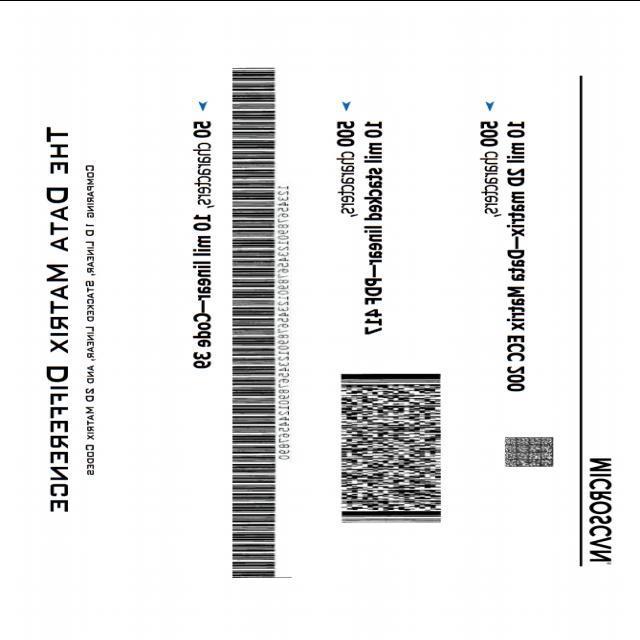 THE DATA MATRIX DIFFERENCE
COMPARING 1D LINEAR, STACKED LINEAR, AND 2D MATRIX CODES
50 characters, 10 mil linear–Code 39
12345678901234567890123456789012345678901244567890
500 characters,
10 mil stacked linear–PDF 417
500 characters,
10 mil 2D matrix–Data Matrix ECC 200
MICROSCAN